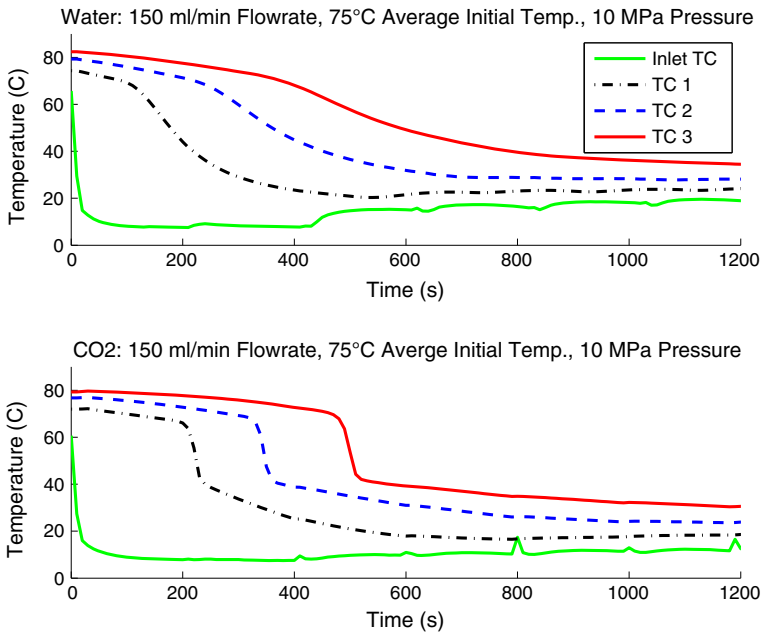 Water: 150 ml/min Flowrate, 75°C Average Initial Temp., 10 MPa Pressure
Temperature (C)
80
60
40
20
0
Inlet TC
TC 1
TC 2
TC 3
0 200 400 600 800 1000 1200
Time (s)
CO2: 150 ml/min Flowrate, 75°C Averge Initial Temp., 10 MPa Pressure
Temperature (C)
80
60
40
20
0
0 200 400 600 800 1000 1200
Time (s)